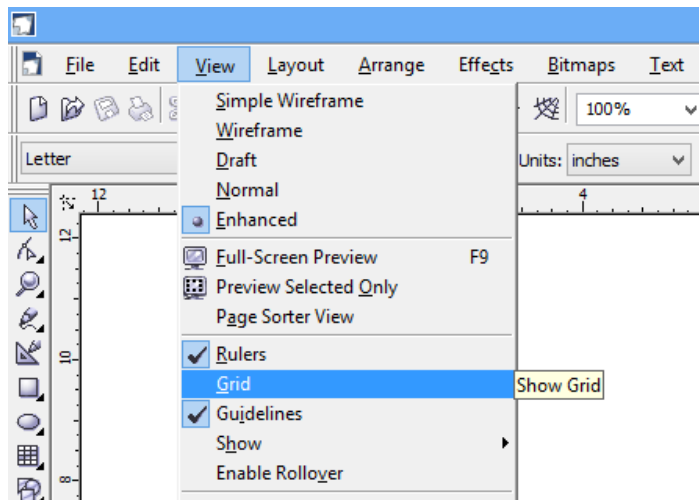 File Edit View Layout Arrange Effects Bitmaps Text
100%
Letter
Units: inches
12
4
12
10
8
Simple Wireframe
Wireframe
Draft
Normal
Enhanced
Full-Screen Preview F9
Preview Selected Only
Page Sorter View
Rulers
Grid
Show Grid
Guidelines
Show
Enable Rollover